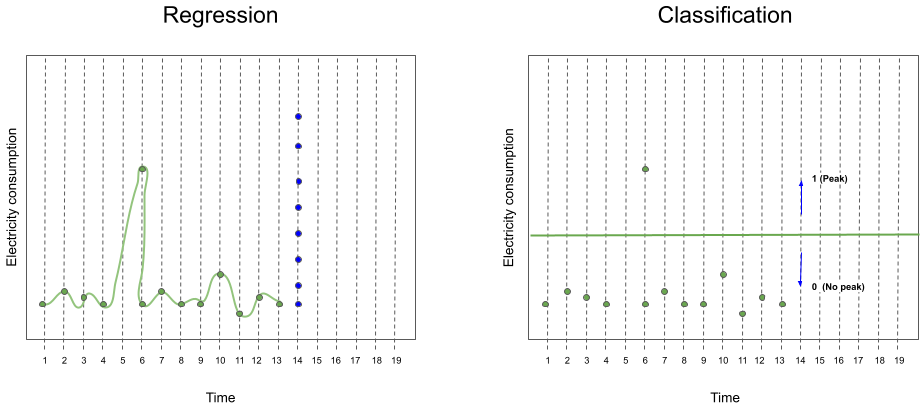 Regression
Electricity consumption
1 2 3 4 5 6 7 8 9 10 11 12 13 14 15 16 17 18 19
Time
Classification
Electricity consumption
1 (Peak)
0 (No peak)
1 2 3 4 5 6 7 8 9 10 11 12 13 14 15 16 17 18 19
Time